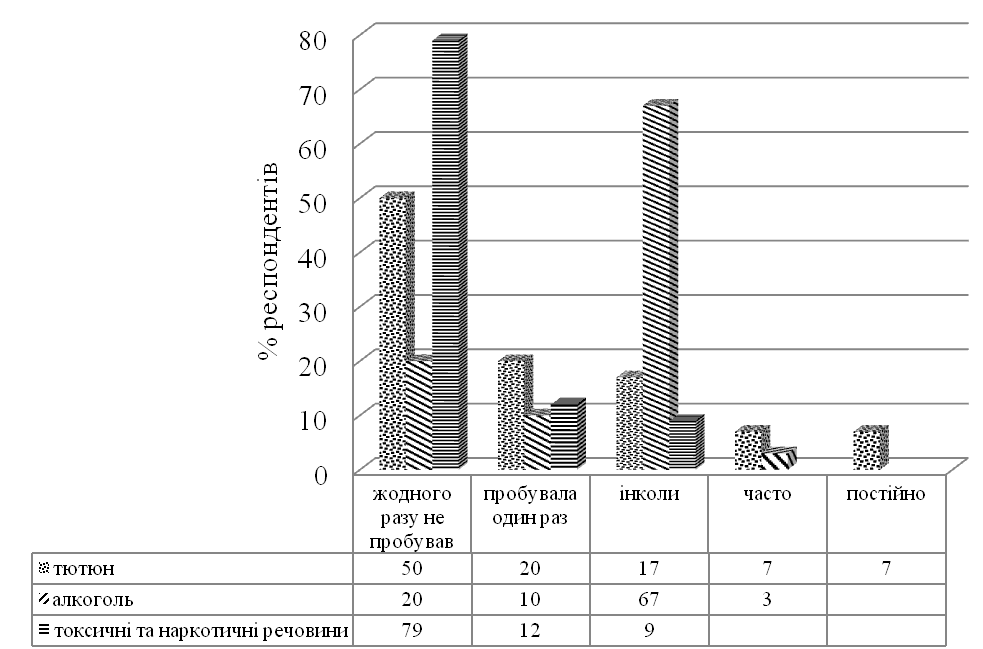 80
70
60
50
40
30
20
10
0
% респондентів
жодного разу не пробував
пробувала один раз
інколи
часто
постійно
тютюн 50 20 17 7 7
алкоголь 20 10 67 3
токсичні та наркотичні речовини 79 12 9